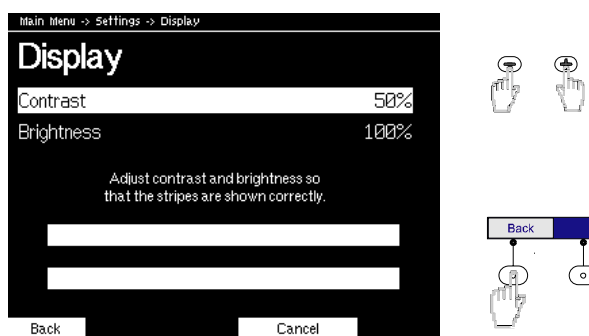 Main Menu -> Settings -> Display
Display
Contrast 50%
Brightness 100%
Adjust contrast and brightness so
that the stripes are shown correctly.
Back Cancel
Back